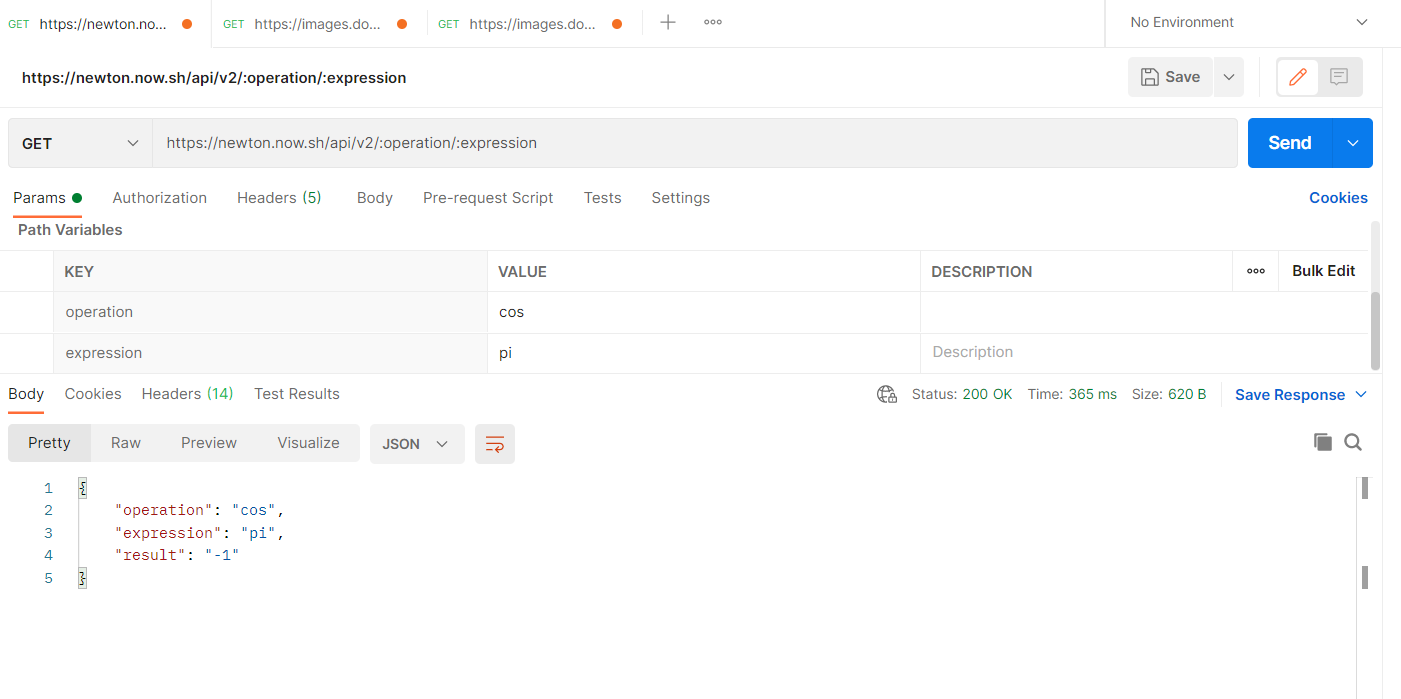 GET https://newton.no... GET https://images.do... GET https://images.do... No Environment
https://newton.now.sh/api/v2/:operation/:expression Save
GET https://newton.now.sh/api/v2/:operation/:expression Send
Params Authorization Headers (5) Body Pre-request Script Tests Settings Cookies
Path Variables
KEY VALUE DESCRIPTION Bulk Edit
operation cos
expression pi Description
Body Cookies Headers (14) Test Results Status: 200 OK Time: 365 ms Size: 620 B Save Response
Pretty Raw Preview Visualize JSON
1 {
2 "operation": "cos",
3 "expression": "pi",
4 "result": "-1"
5 }